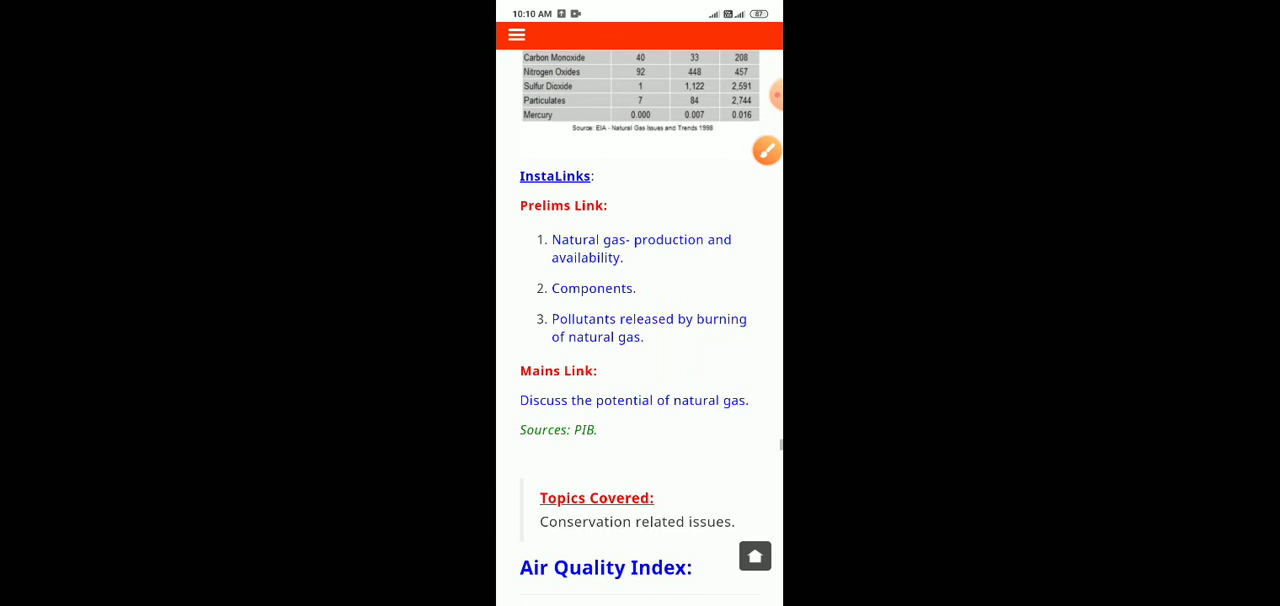 10:10 AM
87
Carbon Monoxide 40 33 208
Nitrogen Oxides 92 448 457
Sulfur Dioxide 1 1,122 2,591
Particulates 7 84 2,744
Mercury 0.000 0.007 0.016
Source: EIA - Natural Gas Issues and Trends 1998
InstaLinks:
Prelims Link:
1. Natural gas- production and
availability.
2. Components.
3. Pollutants released by burning
of natural gas.
Mains Link:
Discuss the potential of natural gas.
Sources: PIB.
Topics Covered:
Conservation related issues.
Air Quality Index: